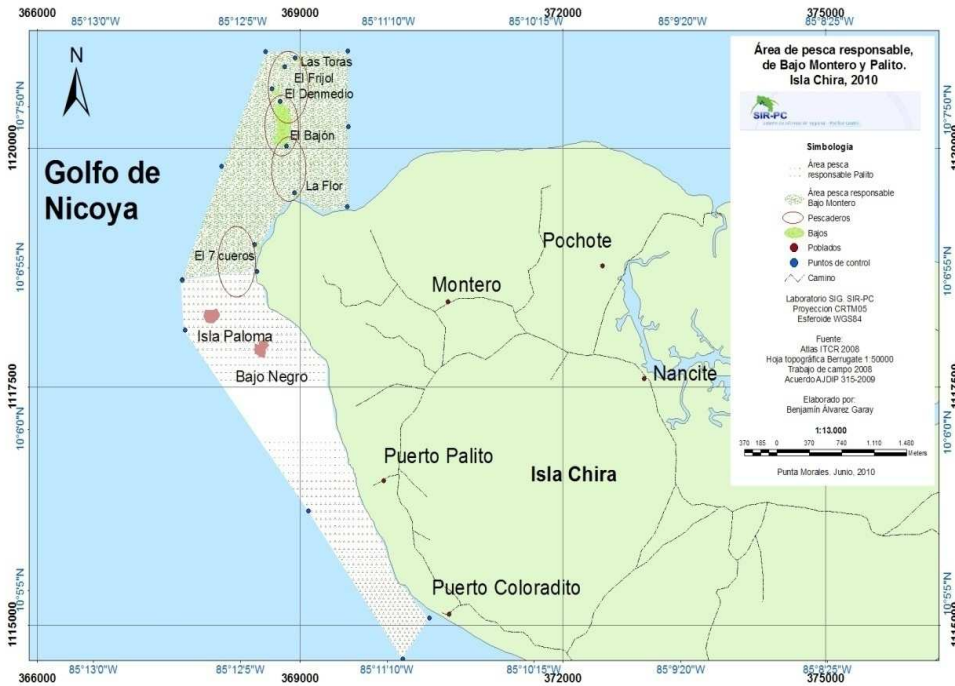 366000
369000
372000
375000
85°13'0"W
85°12'5"W
85°11'10"W
85°10'15"W
85°9'20"W
85°8'25"W
1120000
1117500
1115000
10°7'50"N
10°6'55"N
10°6'0"N
10°5'5"N
N
Golfo de
Nicoya
Las Toras
El Frijol
El Denmedio
El Bajón
La Flor
El 7 cueros
Isla Paloma
Bajo Negro
Pochote
Montero
Nancite
Puerto Palito
Isla Chira
Puerto Coloradito
Área de pesca responsable,
de Bajo Montero y Palito.
Isla Chira, 2010
SIR-PC
Simbología
Área pesca
responsable Palito
Área pesca responsable
Bajo Montero
Pescaderos
Bajos
Poblados
Puntos de control
Camino
Laboratorio SIG. SIR-PC
Proyeccion CRTM05
Esferoide WGS84
Fuente:
Atlas ITCR 2008
Hoja topográfica Berrugate 1:50000
Trabajo de campo 2008
Acuerdo AJDIP 315-2009
Elaborado por:
Benjamín Álvarez Garay
1:13.000
370 185 0 370 740 1.110 1.480
Meters
Punta Morales. Junio, 2010
1120000
1117500
1115000
10°7'50"N
10°6'55"N
10°6'0"N
10°5'5"N
366000
369000
372000
375000
85°13'0"W
85°12'5"W
85°11'10"W
85°10'15"W
85°9'20"W
85°8'25"W